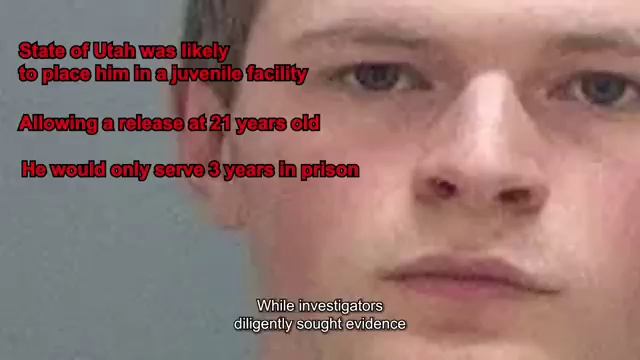 State of Utah was likely
to place him in a juvenile facility
Allowing a release at 21 years old
He would only serve 3 years in prison
While investigators
diligently sought evidence